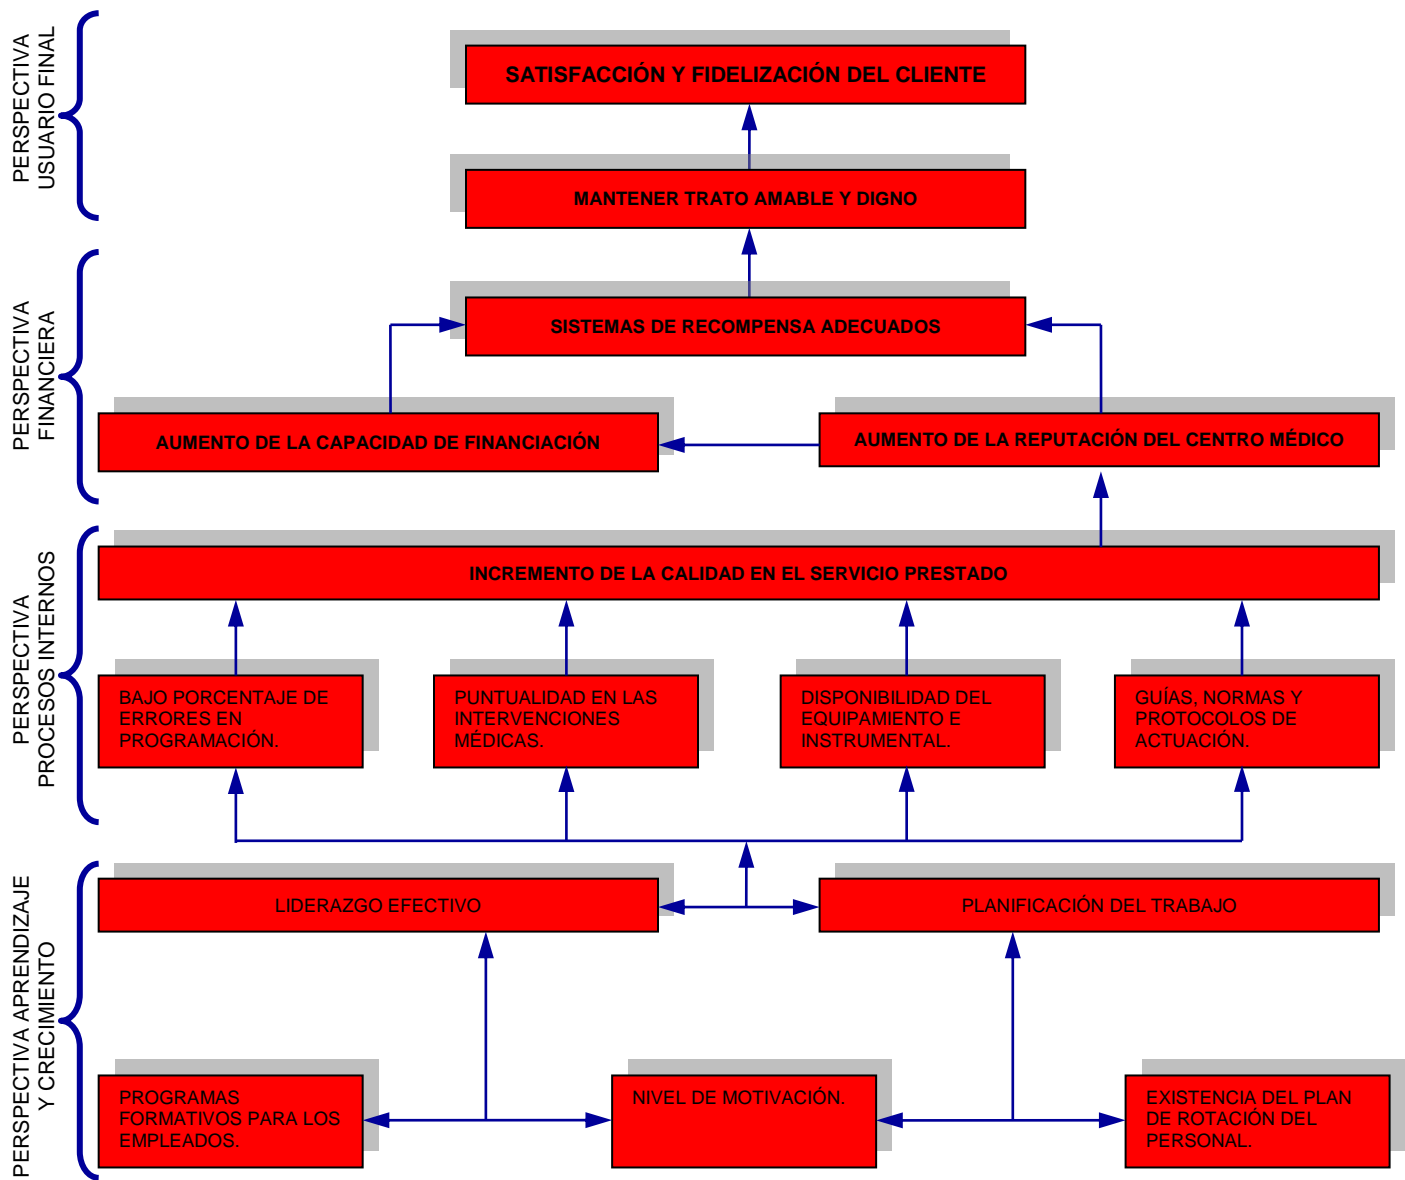 PERSPECTIVA
USUARIO FINAL
SATISFACCIÓN Y FIDELIZACIÓN DEL CLIENTE
MANTENER TRATO AMABLE Y DIGNO
PERSPECTIVA
FINANCIERA
SISTEMAS DE RECOMPENSA ADECUADOS
AUMENTO DE LA CAPACIDAD DE FINANCIACIÓN
AUMENTO DE LA REPUTACIÓN DEL CENTRO MÉDICO
PERSPECTIVA
PROCESOS INTERNOS
INCREMENTO DE LA CALIDAD EN EL SERVICIO PRESTADO
BAJO PORCENTAJE DE
ERRORES EN
PROGRAMACIÓN.
PUNTUALIDAD EN LAS
INTERVENCIONES
MÉDICAS.
DISPONIBILIDAD DEL
EQUIPAMIENTO E
INSTRUMENTAL.
GUÍAS, NORMAS Y
PROTOCOLOS DE
ACTUACIÓN.
PERSPECTIVA APRENDIZAJE
Y CRECIMIENTO
LIDERAZGO EFECTIVO
PLANIFICACIÓN DEL TRABAJO
PROGRAMAS
FORMATIVOS PARA LOS
EMPLEADOS.
NIVEL DE MOTIVACIÓN.
EXISTENCIA DEL PLAN
DE ROTACIÓN DEL
PERSONAL.